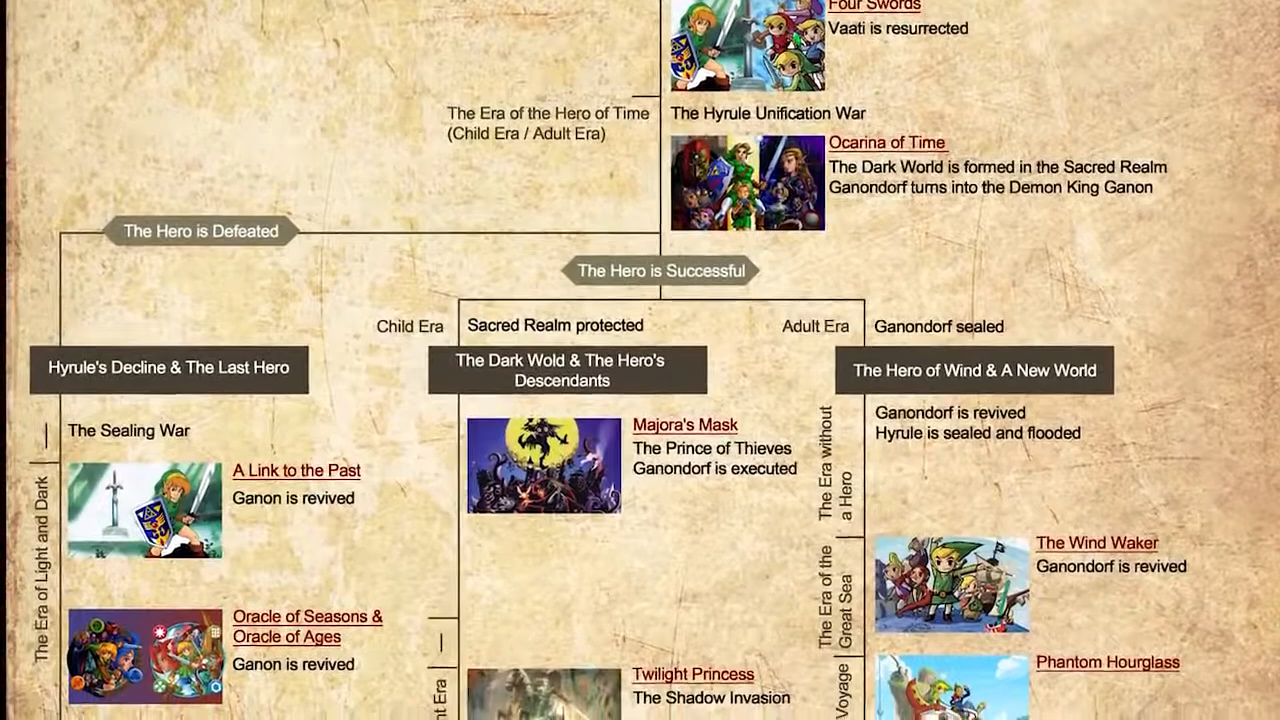 Four Swords
Vaati is resurrected
The Era of the Hero of Time
(Child Era / Adult Era)
The Hyrule Unification War
Ocarina of Time
The Dark World is formed in the Sacred Realm
Ganondorf turns into the Demon King Ganon
The Hero is Defeated
The Hero is Successful
Child Era
Sacred Realm protected
Adult Era
Ganondorf sealed
Hyrule's Decline & The Last Hero
The Dark Wold & The Hero's
Descendants
The Hero of Wind & A New World
The Sealing War
The Era of Light and Dark
A Link to the Past
Ganon is revived
Oracle of Seasons &
Oracle of Ages
Ganon is revived
Majora's Mask
The Prince of Thieves
Ganondorf is executed
Twilight Princess
The Shadow Invasion
nt Era
The Era without
a Hero
Ganondorf is revived
Hyrule is sealed and flooded
The Era of the
Great Sea
The Wind Waker
Ganondorf is revived
Voyage
Phantom Hourglass